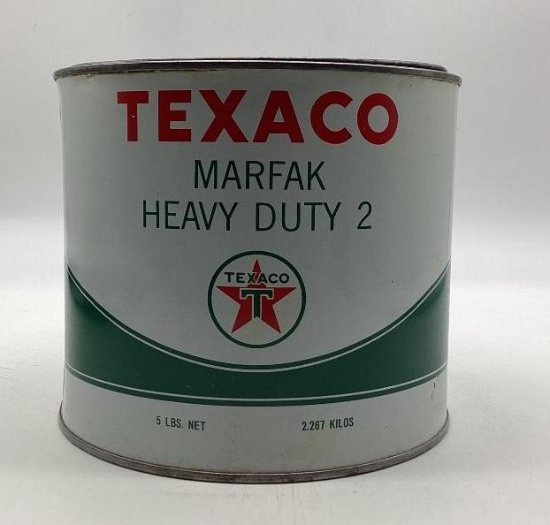 TEXACO
MARFAK
HEAVY DUTY 2
TEXACO
T
5 LBS. NET 2.267 KILOS